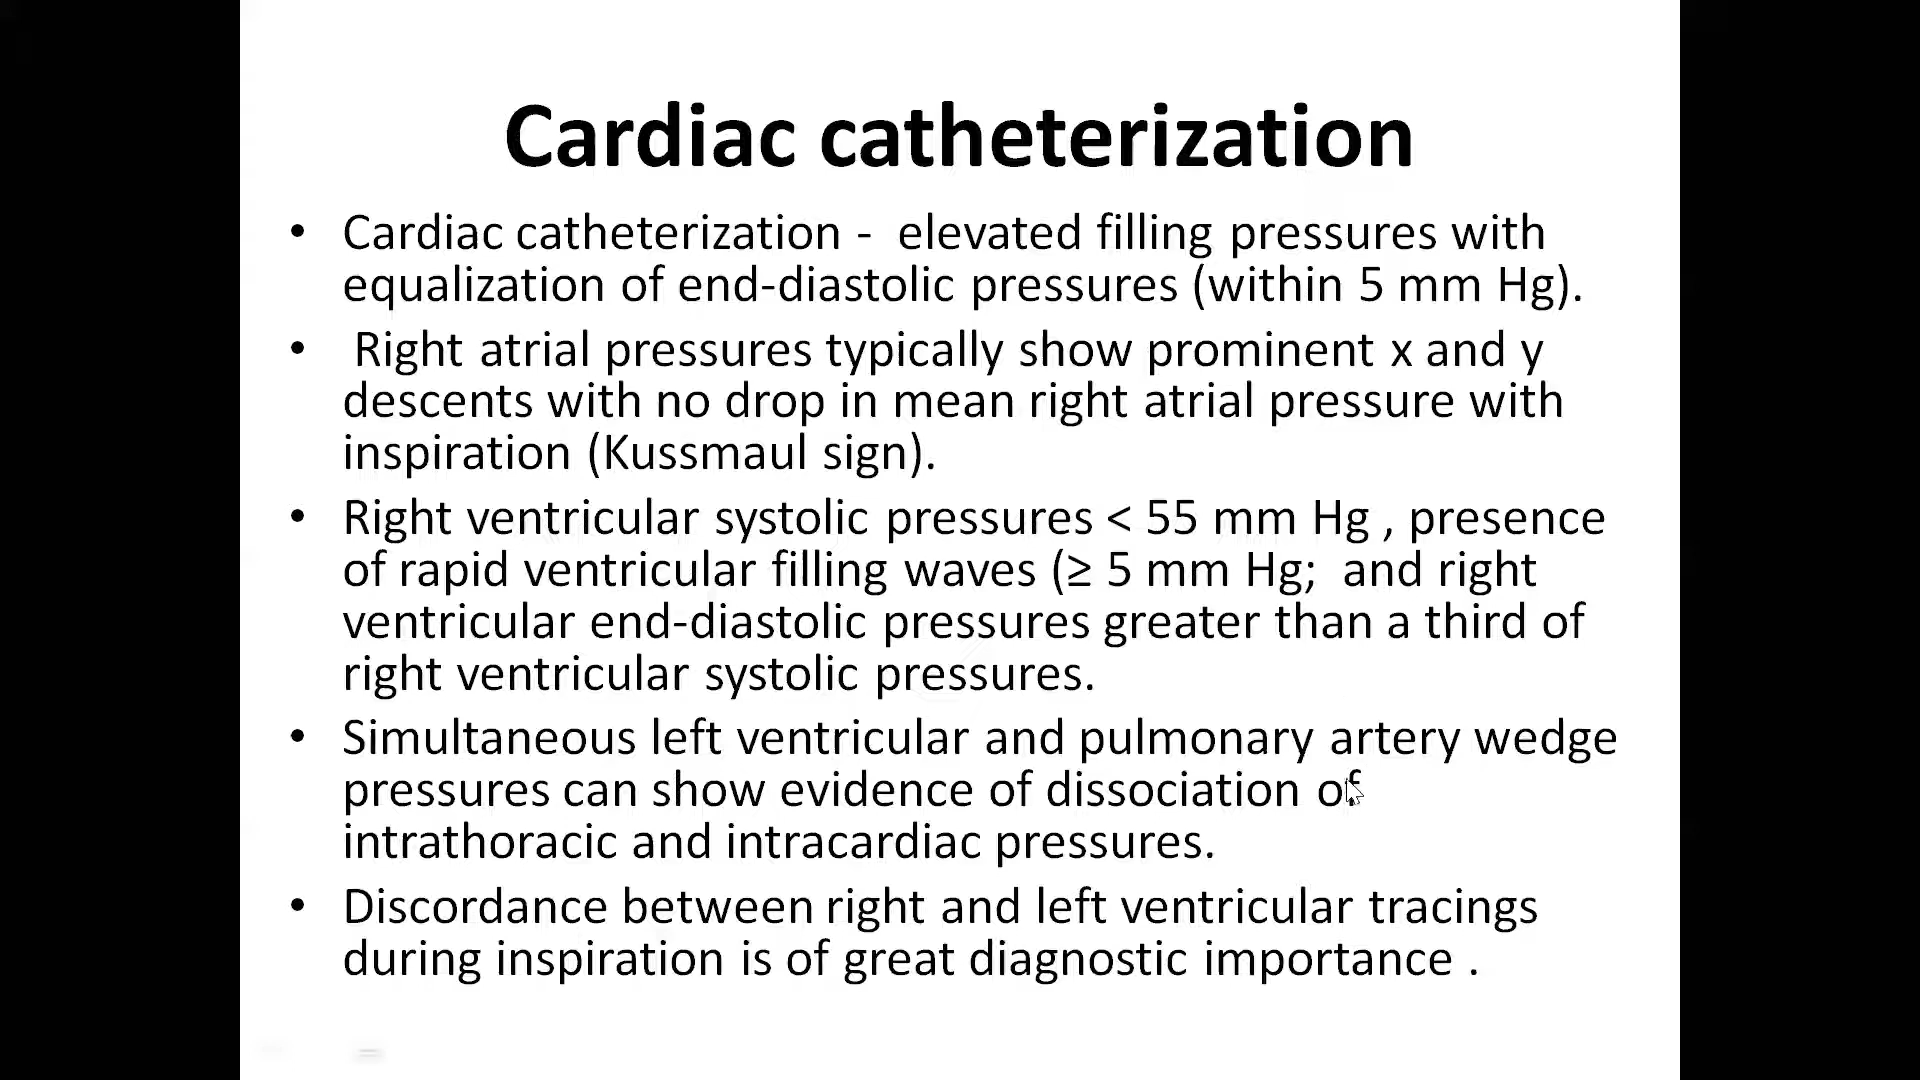 Cardiac catheterization
• Cardiac catheterization -  elevated filling pressures with
equalization of end-diastolic pressures (within 5 mm Hg).
•  Right atrial pressures typically show prominent x and y
descents with no drop in mean right atrial pressure with
inspiration (Kussmaul sign).
• Right ventricular systolic pressures < 55 mm Hg , presence
of rapid ventricular filling waves (≥ 5 mm Hg;  and right
ventricular end-diastolic pressures greater than a third of
right ventricular systolic pressures.
• Simultaneous left ventricular and pulmonary artery wedge
pressures can show evidence of dissociation of
intrathoracic and intracardiac pressures.
• Discordance between right and left ventricular tracings
during inspiration is of great diagnostic importance .